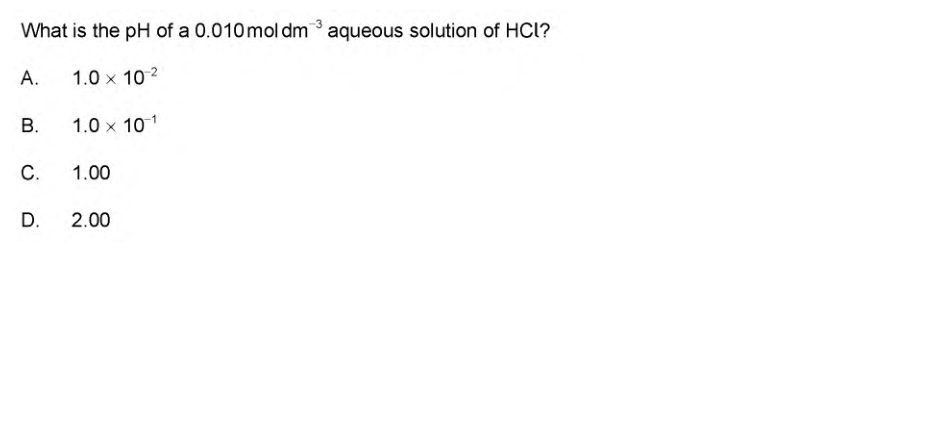 What is the pH of a 0.010 mol dm⁻³ aqueous solution of HCl?
A. 1.0 × 10⁻²
B. 1.0 × 10⁻¹
C. 1.00
D. 2.00